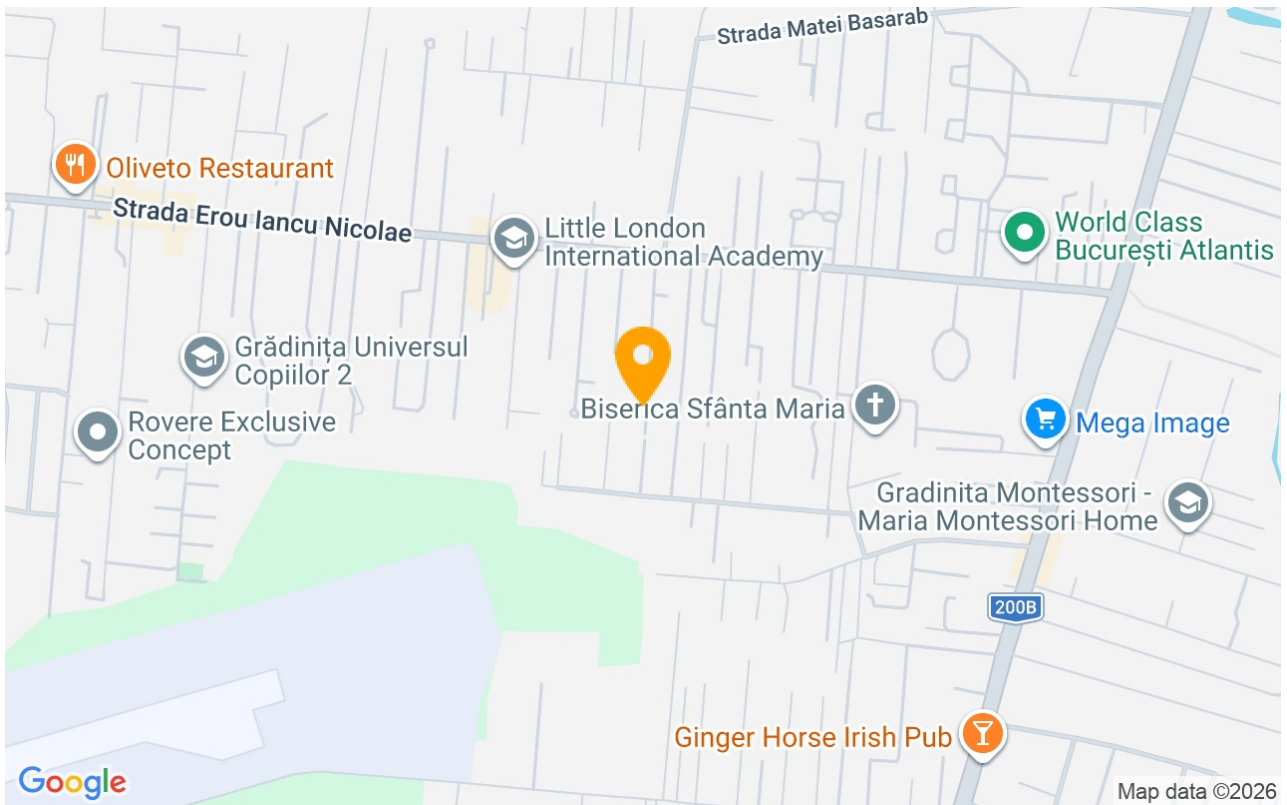 Strada Matei Basarab
Oliveto Restaurant
Strada Erou Iancu Nicolae
Little London
International Academy
World Class
București Atlantis
Grădinița Universul
Copiilor 2
Rovere Exclusive
Concept
Biserica Sfânta Maria
Mega Image
Gradinita Montessori -
Maria Montessori Home
200B
Ginger Horse Irish Pub
Google
Map data ©2026